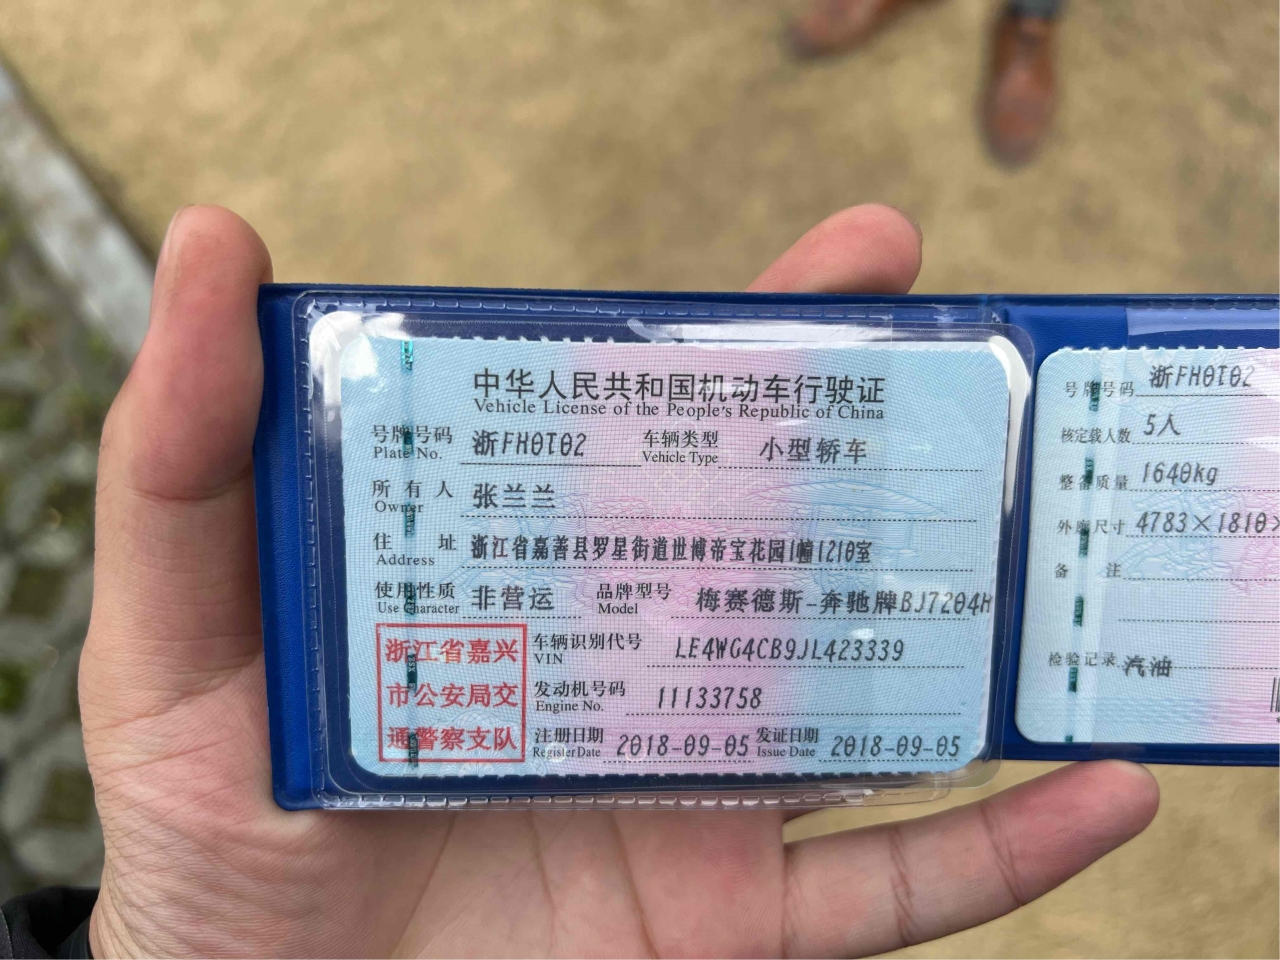 中华人民共和国机动车行驶证
Vehicle License of the People's Republic of China
号牌号码 浙FH0T02 车辆类型 小型轿车
Plate No. Vehicle Type
所有人 张兰兰
Owner
住址 浙江省嘉善县罗星街道世博帝宝花园1幢1210室
Address
使用性质 非营运 品牌型号 梅赛德斯-奔驰牌BJ7204H
Use Character Model
浙江省嘉兴
市公安局交
通警察支队
车辆识别代号 LE4WG4CB9JL423339
VIN
发动机号码 11133758
Engine No.
注册日期 2018-09-05 发证日期 2018-09-05
Register Date Issue Date
号牌号码 浙FH0T02
核定载人数 5人
整备质量 1640kg
外廓尺寸 4783×1810×
备注
检验记录 汽油